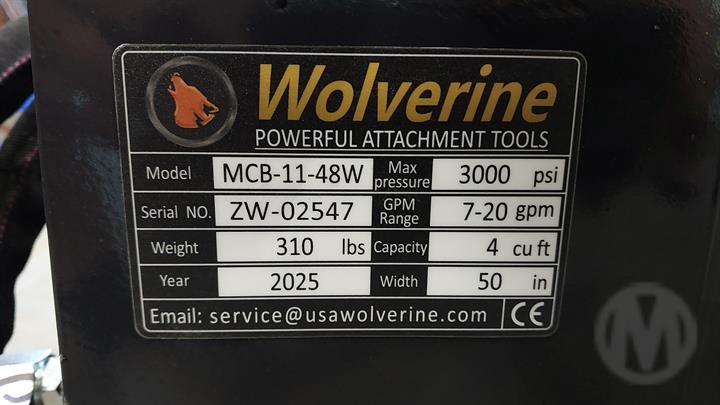 Wolverine
POWERFUL ATTACHMENT TOOLS
Model MCB-11-48W Max pressure 3000 psi
Serial NO. ZW-02547 GPM Range 7-20 gpm
Weight 310 lbs Capacity 4 cu ft
Year 2025 Width 50 in
Email: service@usawolverine.com CE
M